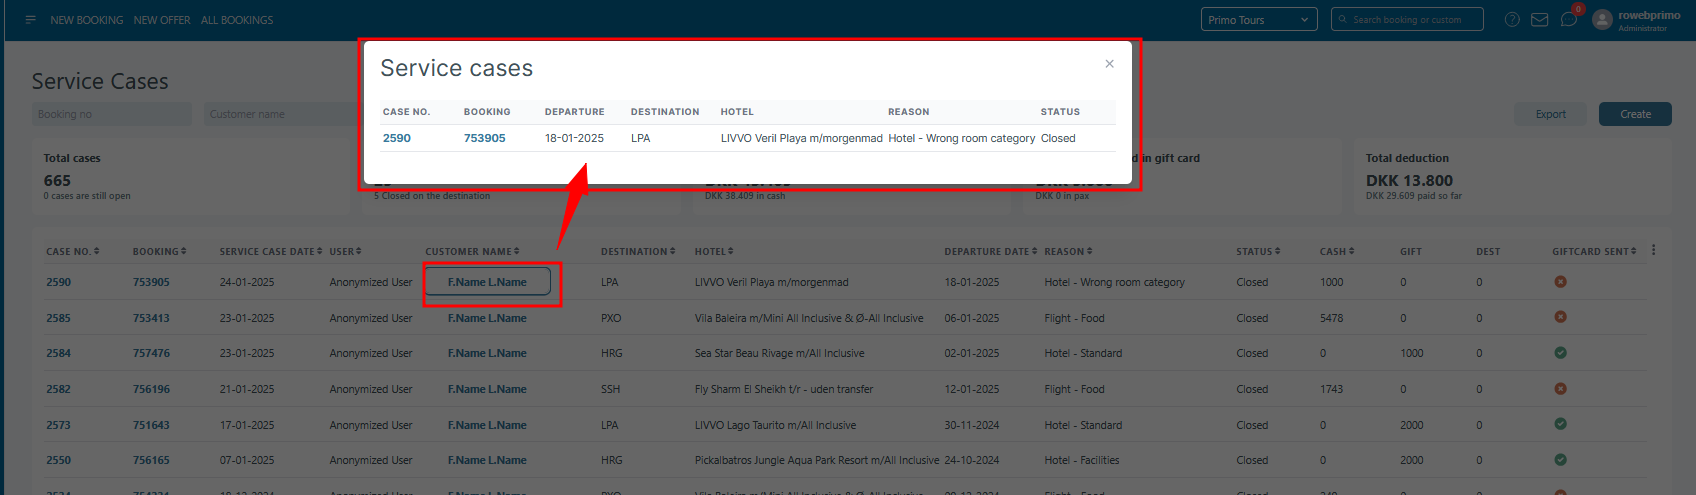 NEW BOOKING NEW OFFER ALL BOOKINGS Primo Tours Search booking or custom ? 0 rowebprimo
Administrator
Service cases
CASE NO. BOOKING DEPARTURE DESTINATION HOTEL REASON STATUS
2590 753905 18-01-2025 LPA LIVVO Veril Playa m/morgenmad Hotel - Wrong room category Closed
Service Cases
Booking no Customer name Export Create
Total cases in gift card Total deduction
665 DKK 13.800
0 cases are still open 5 Closed on the destination DKK 38.409 in cash DKK 0 in pax DKK 29.609 paid so far
CASE NO. BOOKING SERVICE CASE DATE USER CUSTOMER NAME DESTINATION HOTEL DEPARTURE DATE REASON STATUS CASH GIFT DEST GIFTCARD SENT
2590 753905 24-01-2025 Anonymized User F.Name L.Name LPA LIVVO Veril Playa m/morgenmad 18-01-2025 Hotel - Wrong room category Closed 1000 0 0
2585 753413 23-01-2025 Anonymized User F.Name L.Name PXO Vila Baleira m/Mini All Inclusive & Ø-All Inclusive 06-01-2025 Flight - Food Closed 5478 0 0
2584 757476 23-01-2025 Anonymized User F.Name L.Name HRG Sea Star Beau Rivage m/All Inclusive 02-01-2025 Hotel - Standard Closed 0 1000 0
2582 756196 21-01-2025 Anonymized User F.Name L.Name SSH Fly Sharm El Sheikh t/r - uden transfer 12-01-2025 Flight - Food Closed 1743 0 0
2573 751643 17-01-2025 Anonymized User F.Name L.Name LPA LIVVO Lago Taurito m/All Inclusive 30-11-2024 Hotel - Standard Closed 0 2000 0
2550 756165 07-01-2025 Anonymized User F.Name L.Name HRG Pickalbatros Jungle Aqua Park Resort m/All Inclusive 24-10-2024 Hotel - Facilities Closed 0 2000 0